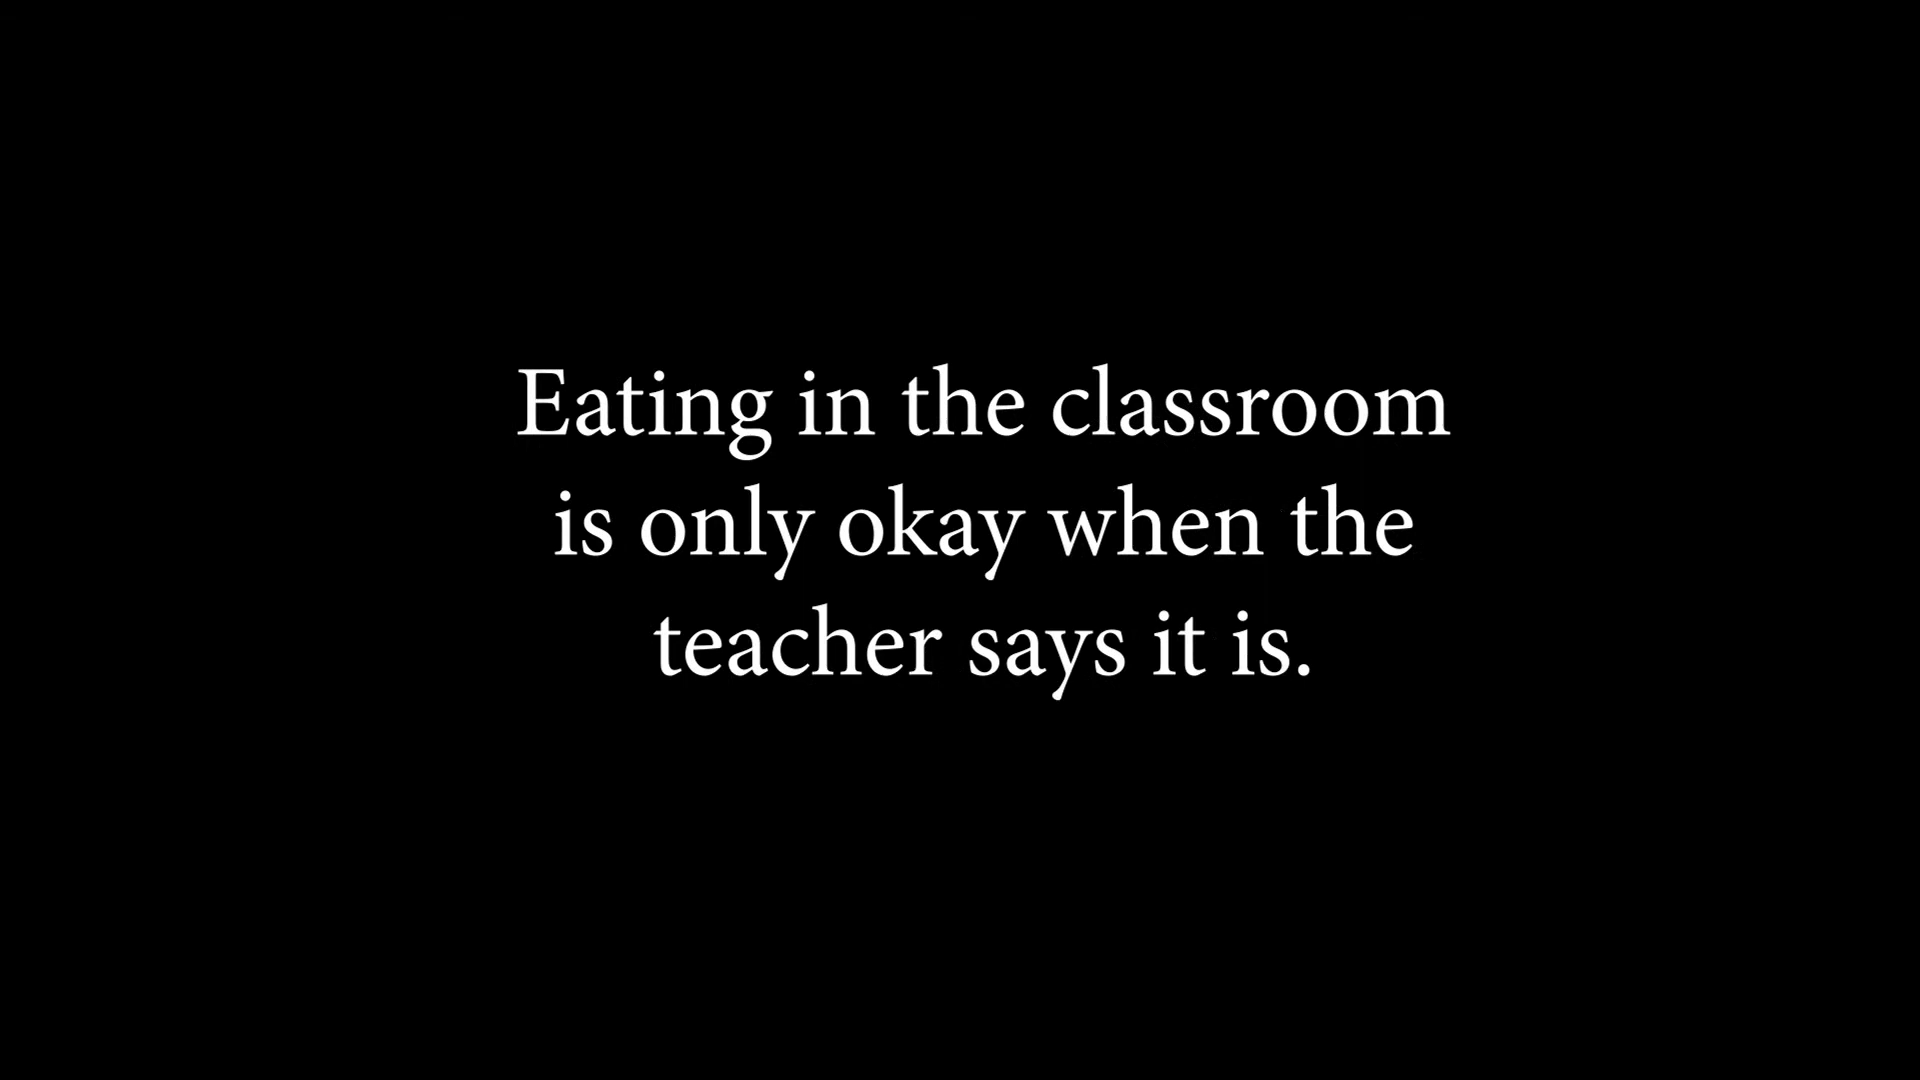 Eating in the classroom
is only okay when the
teacher says it is.